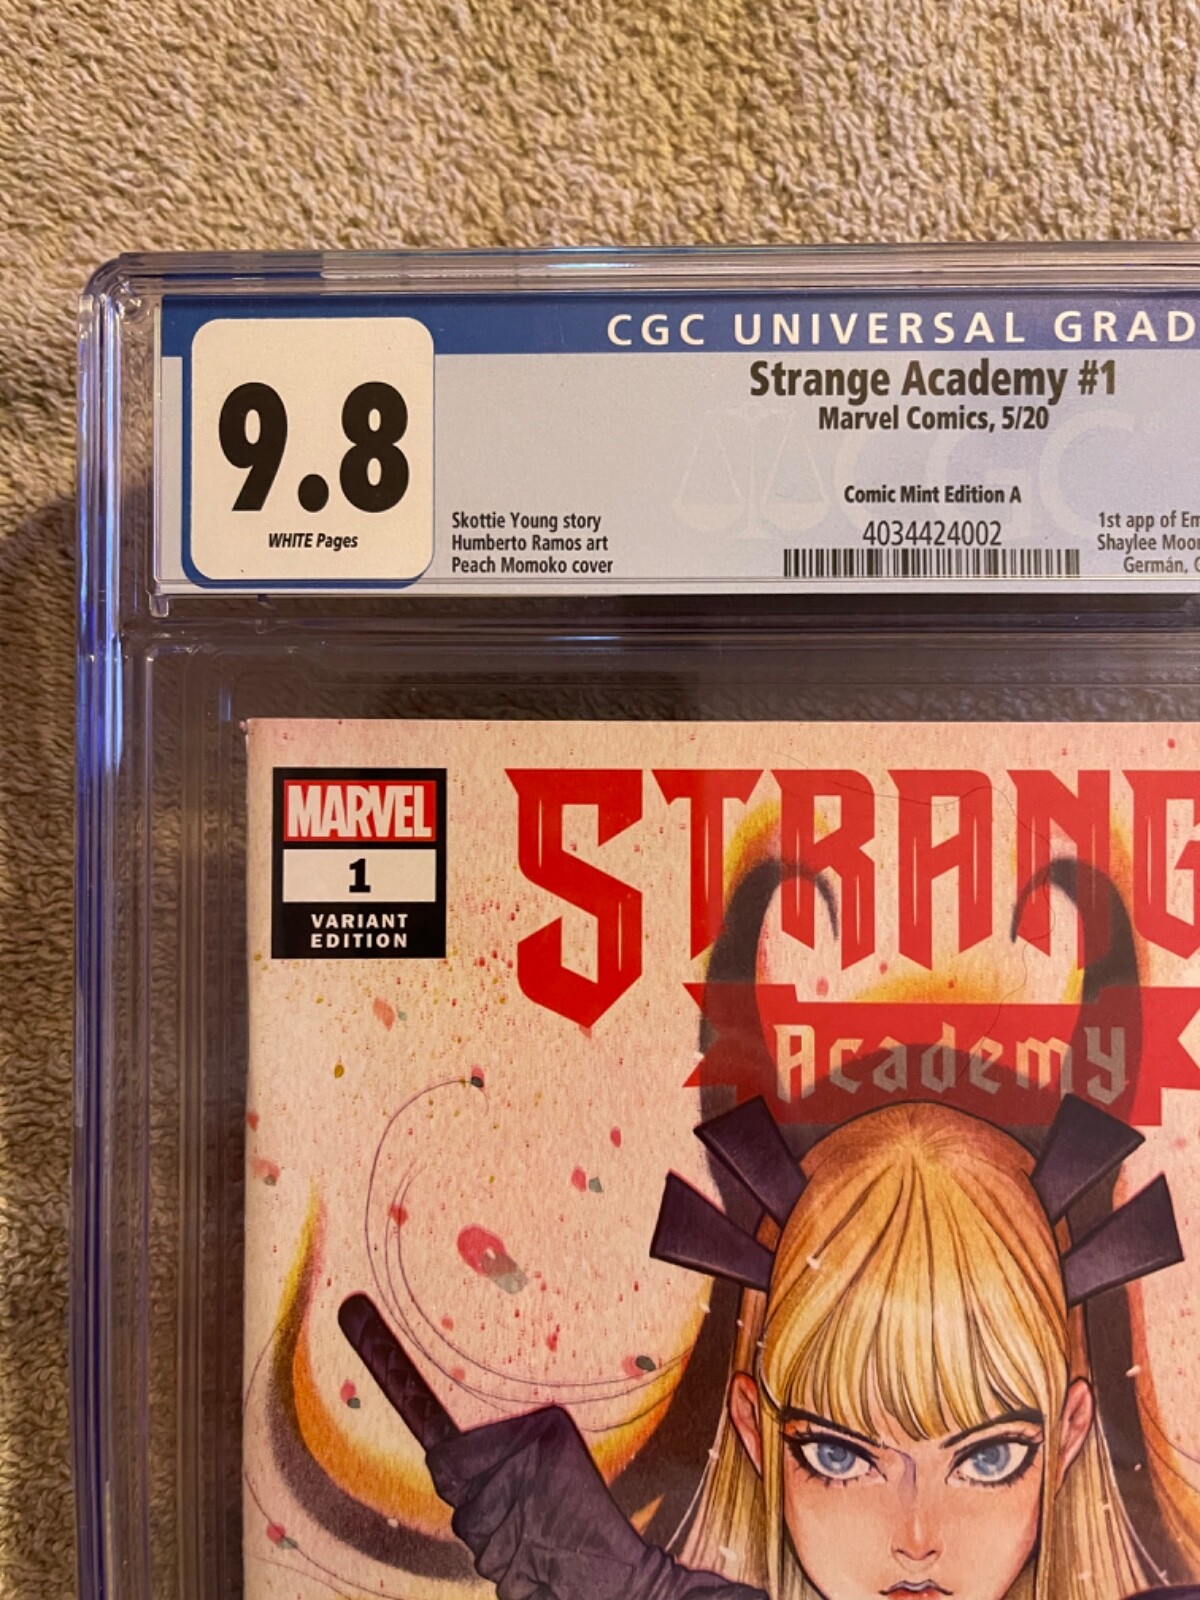 CGC UNIVERSAL GRAD
9.8
WHITE Pages
Strange Academy #1
Marvel Comics, 5/20
Comic Mint Edition A
4034424002
Skottie Young story
Humberto Ramos art
Peach Momoko cover
1st app of Em
Shaylee Moon
Germán, G
CGC
MARVEL
1
VARIANT
EDITION
STRANG
Academy